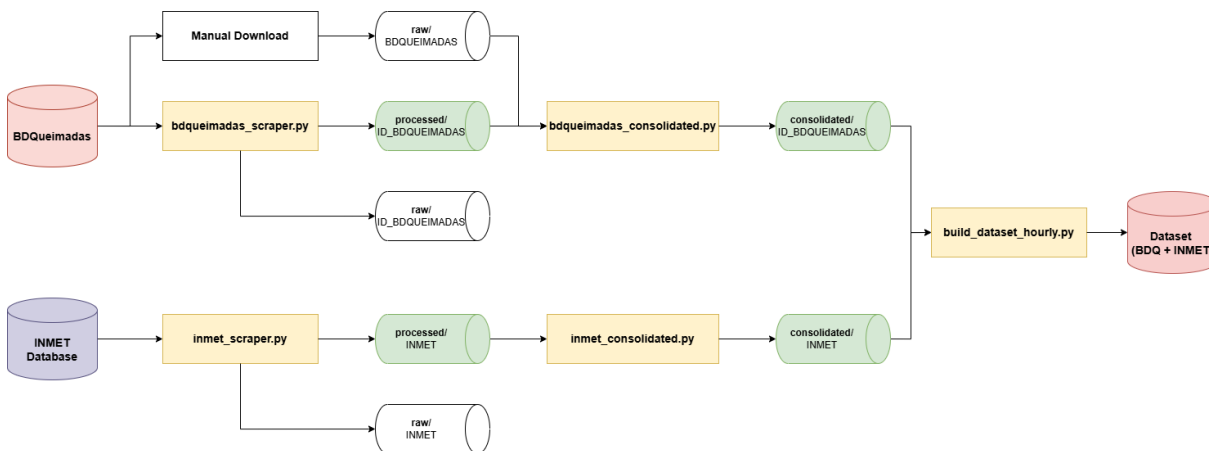 Manual Download
raw/
BDQUEIMADAS
BDQueimadas
bdqueimadas_scraper.py
processed/
ID_BDQUEIMADAS
bdqueimadas_consolidated.py
consolidated/
ID_BDQUEIMADAS
raw/
ID_BDQUEIMADAS
build_dataset_hourly.py
Dataset
(BDQ + INMET)
INMET
Database
inmet_scraper.py
processed/
INMET
inmet_consolidated.py
consolidated/
INMET
raw/
INMET